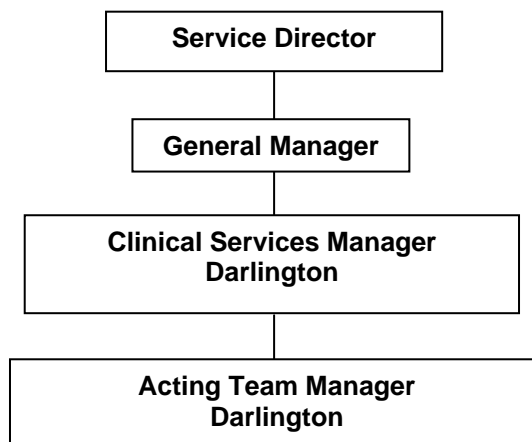 Service Director
General Manager
Clinical Services Manager
Darlington
Acting Team Manager
Darlington